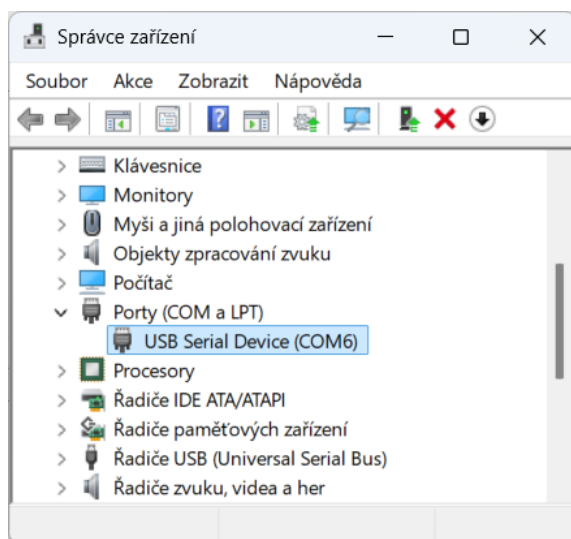 Správce zařízení
Soubor Akce Zobrazit Nápověda
Klávesnice
Monitory
Myši a jiná polohovací zařízení
Objekty zpracování zvuku
Počítač
Porty (COM a LPT)
USB Serial Device (COM6)
Procesory
Řadiče IDE ATA/ATAPI
Řadiče paměťových zařízení
Řadiče USB (Universal Serial Bus)
Řadiče zvuku, videa a her